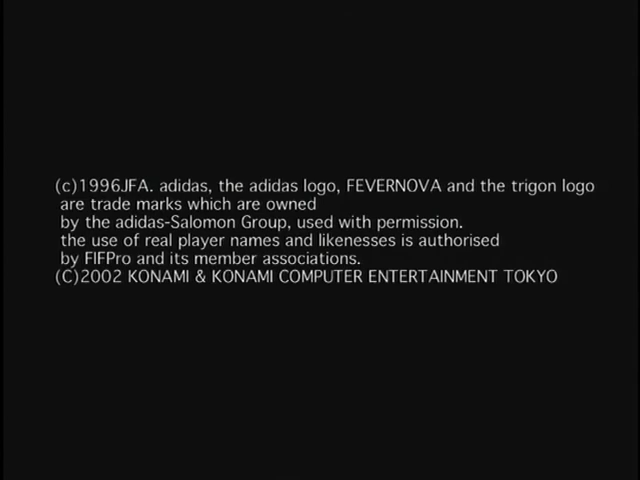 (c)1996JFA. adidas, the adidas logo, FEVERNOVA and the trigon logo
are trade marks which are owned
by the adidas-Salomon Group, used with permission.
the use of real player names and likenesses is authorised
by FIFPro and its member associations.
(C)2002 KONAMI & KONAMI COMPUTER ENTERTAINMENT TOKYO